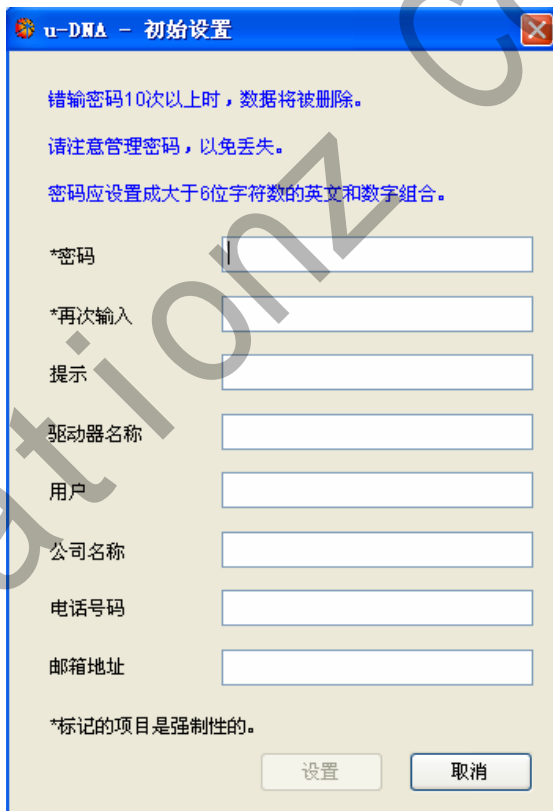 u-DNA - 初始设置
错输密码10次以上时，数据将被删除。
请注意管理密码，以免丢失。
密码应设置成大于6位字符数的英文和数字组合。
*密码
*再次输入
提示
驱动器名称
用户
公司名称
电话号码
邮箱地址
*标记的项目是强制性的。
设置
取消